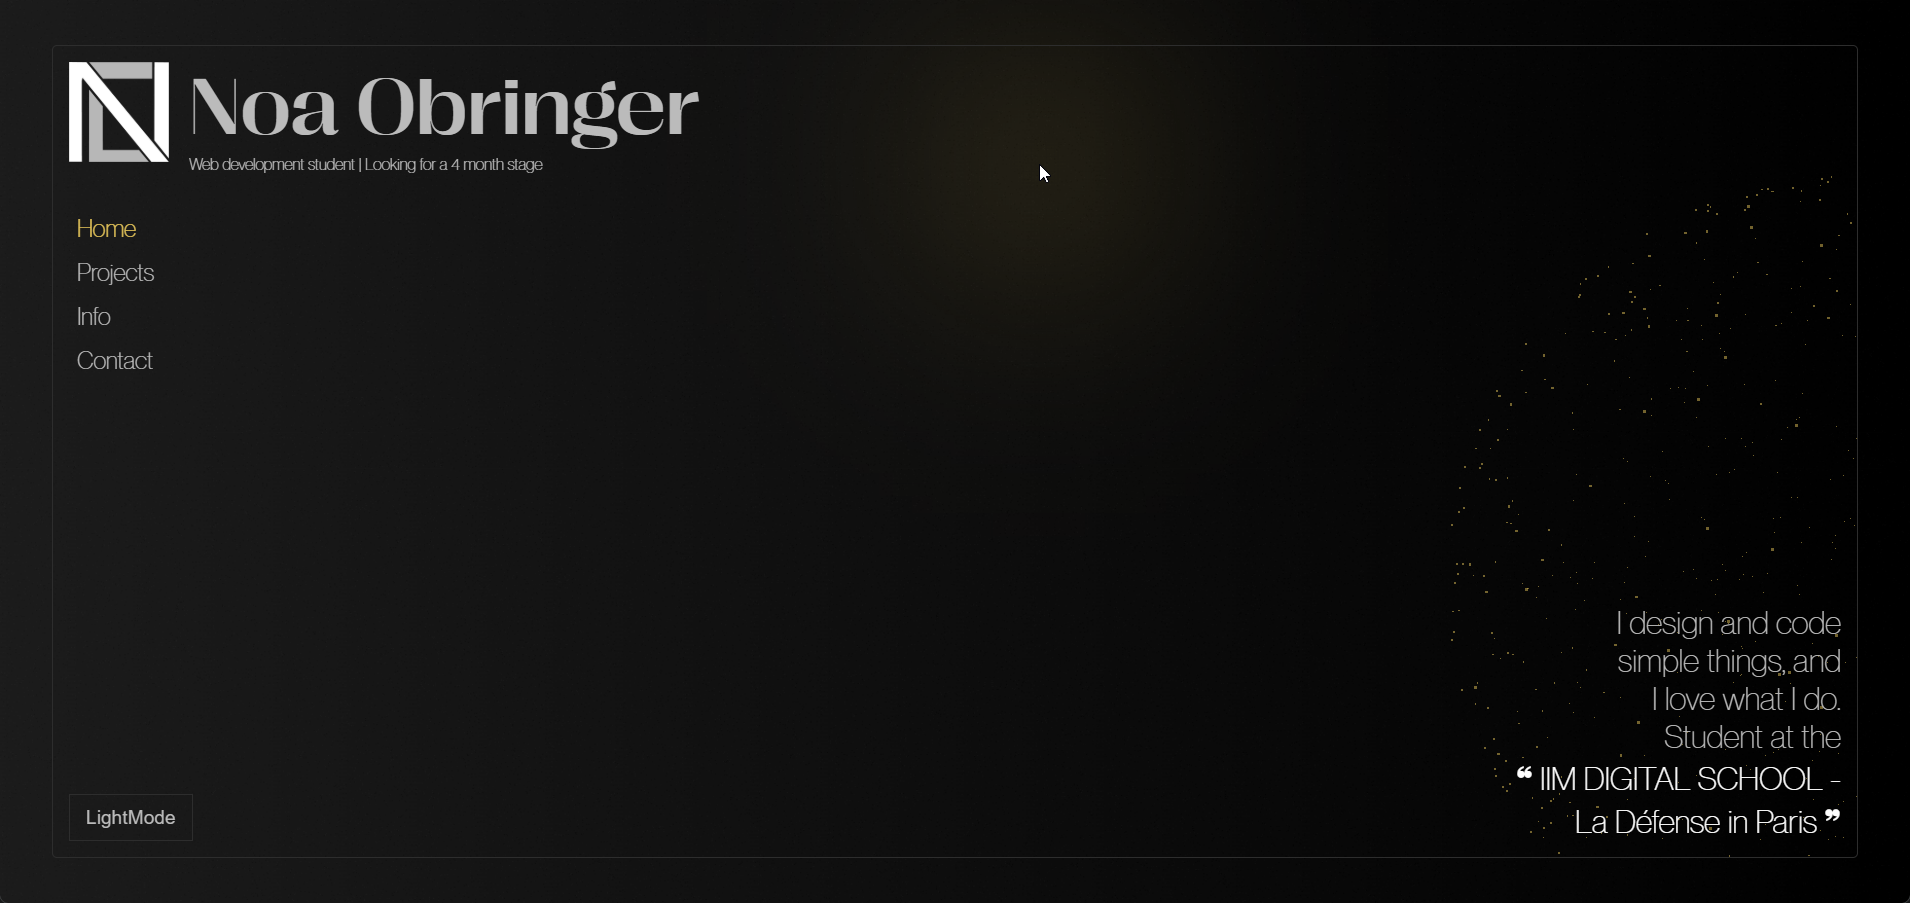 Noa Obringer
Web development student | Looking for a 4 month stage
Home
Projects
Info
Contact
I design and code
simple things, and
I love what I do.
Student at the
❝ IIM DIGITAL SCHOOL -
La Défense in Paris ❞
LightMode